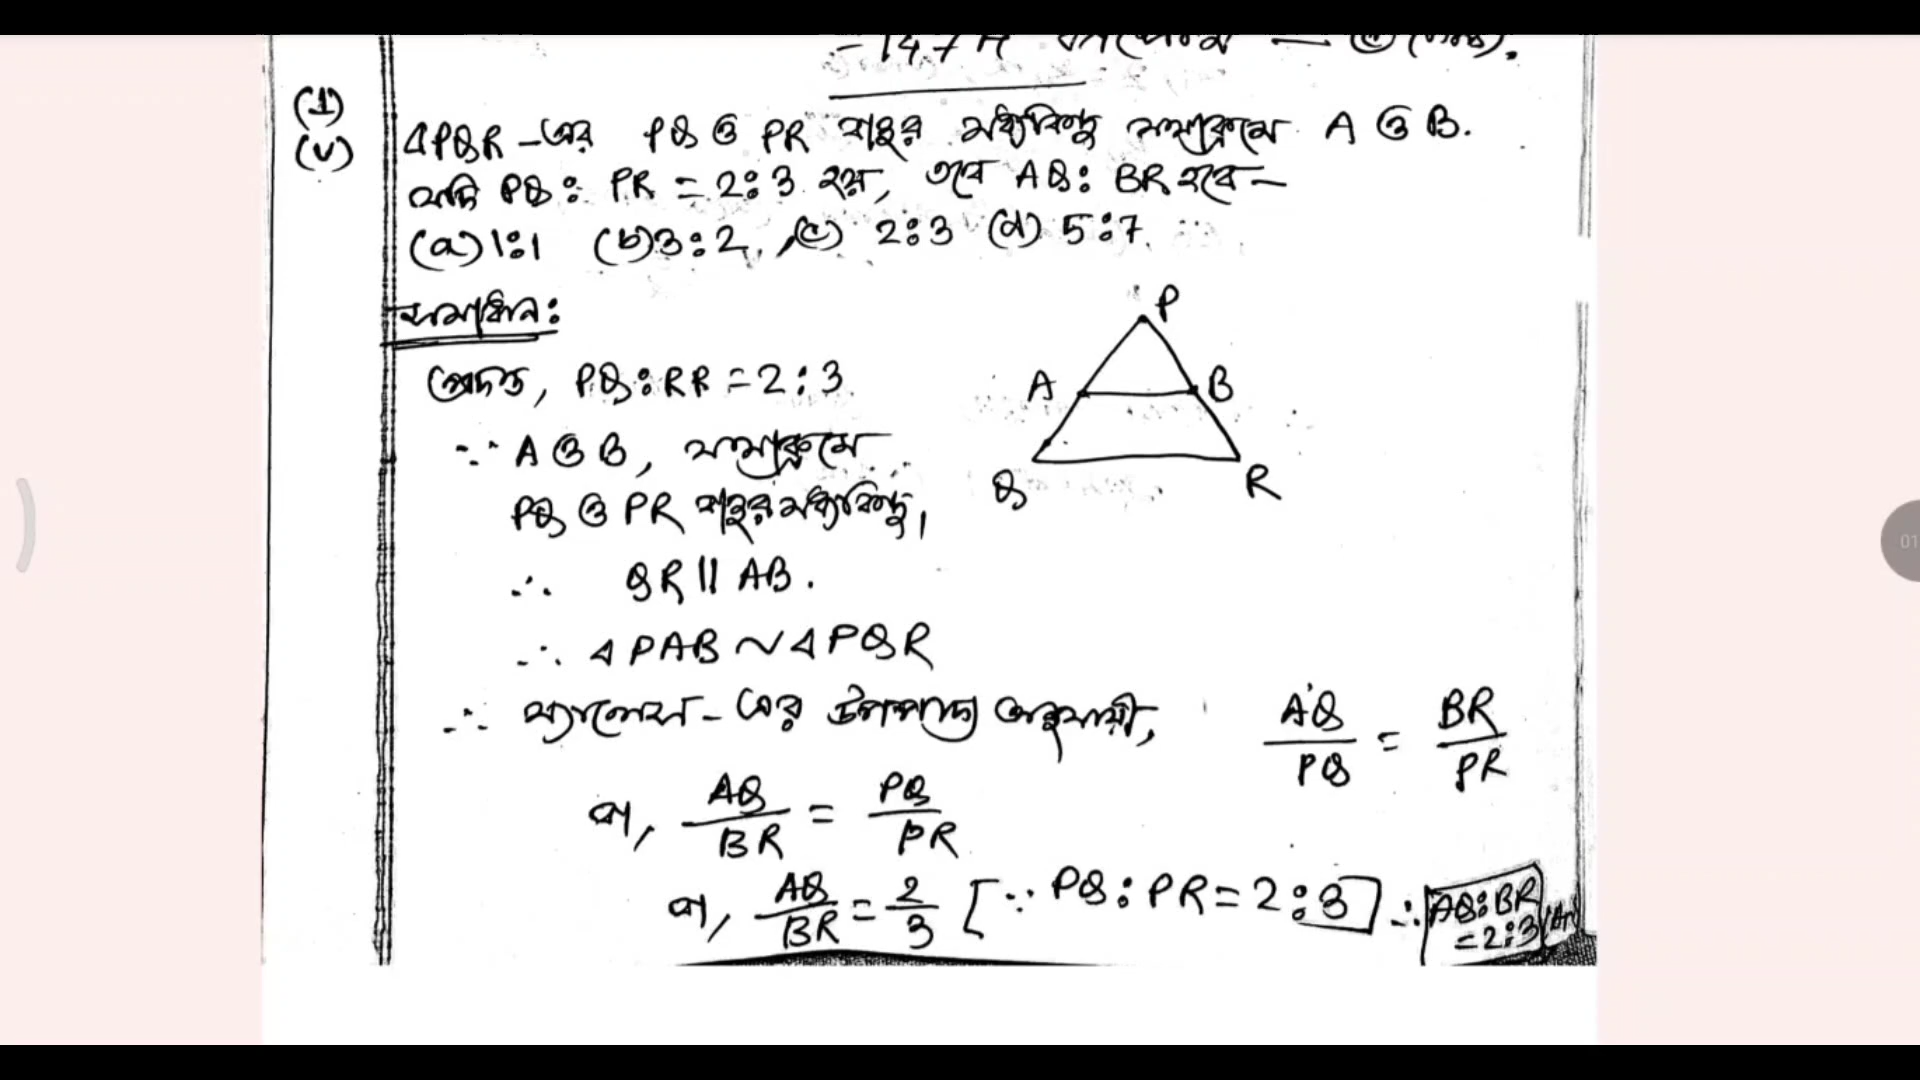 (1)
(v) ΔPQR-এর PQ ও PR বাহুর মধ্যবিন্দু যথাক্রমে A ও B.
যদি PQ : PR = 2:3 হয়, তবে AQ : BR হবে—
(a) 1:1 (b) 3:2, (c) 2:3 (d) 5:7
সমাধান:
প্রদত্ত, PQ : RR = 2:3
∵ A ও B, যথাক্রমে
PQ ও PR বাহুর মধ্যবিন্দু,
∴ QR || AB.
∴ ΔPAB ~ ΔPQR
∴ থ্যালেস-এর উপপাদ্য অনুযায়ী, AQ/PQ = BR/PR
বা, AQ/BR = PQ/PR
বা, AQ/BR = 2/3 [∵ PQ : PR = 2:3] ∴ AQ:BR = 2:3
P
A
B
Q
R
01